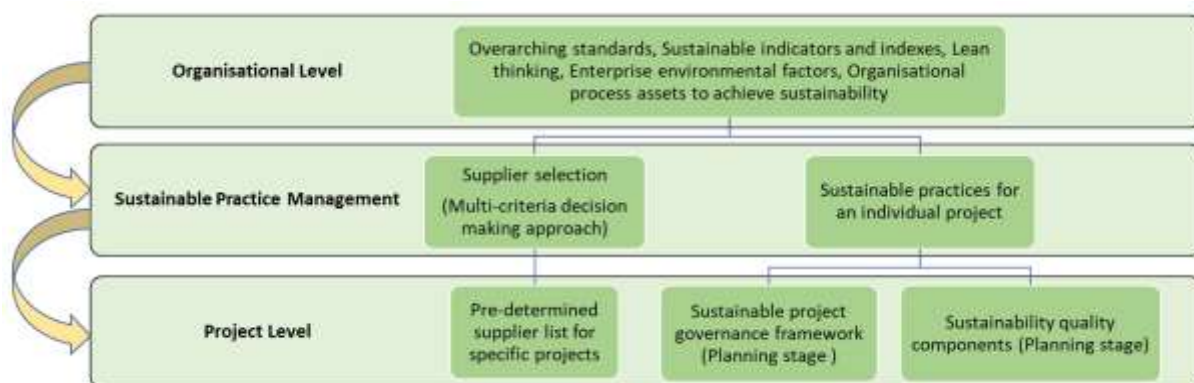 Organisational Level
Overarching standards, Sustainable indicators and indexes, Lean
thinking, Enterprise environmental factors, Organisational
process assets to achieve sustainability
Sustainable Practice Management
Supplier selection
(Multi-criteria decision
making approach)
Sustainable practices for
an individual project
Project Level
Pre-determined
supplier list for
specific projects
Sustainable project
governance framework
(Planning stage )
Sustainability quality
components (Planning stage)